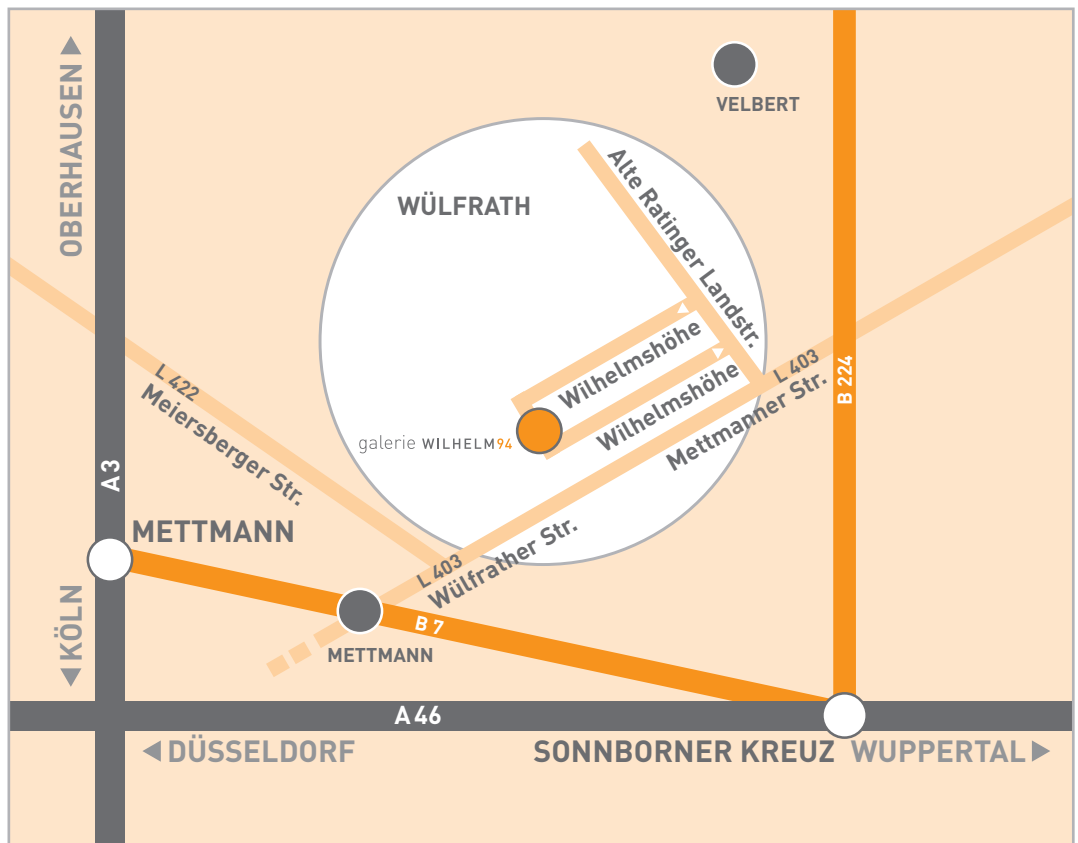 OBERHAUSEN
VELBERT
WÜLFRATH
Alte Ratinger Landstr.
Wilhelmshöhe
Wilhelmshöhe
L 403
Mettmanner Str.
B 224
L 422
Meiersberger Str.
galerie WILHELM94
A3
METTMANN
L 403
Wülfrather Str.
KÖLN
B 7
METTMANN
A 46
DÜSSELDORF
SONNBORNER KREUZ
WUPPERTAL